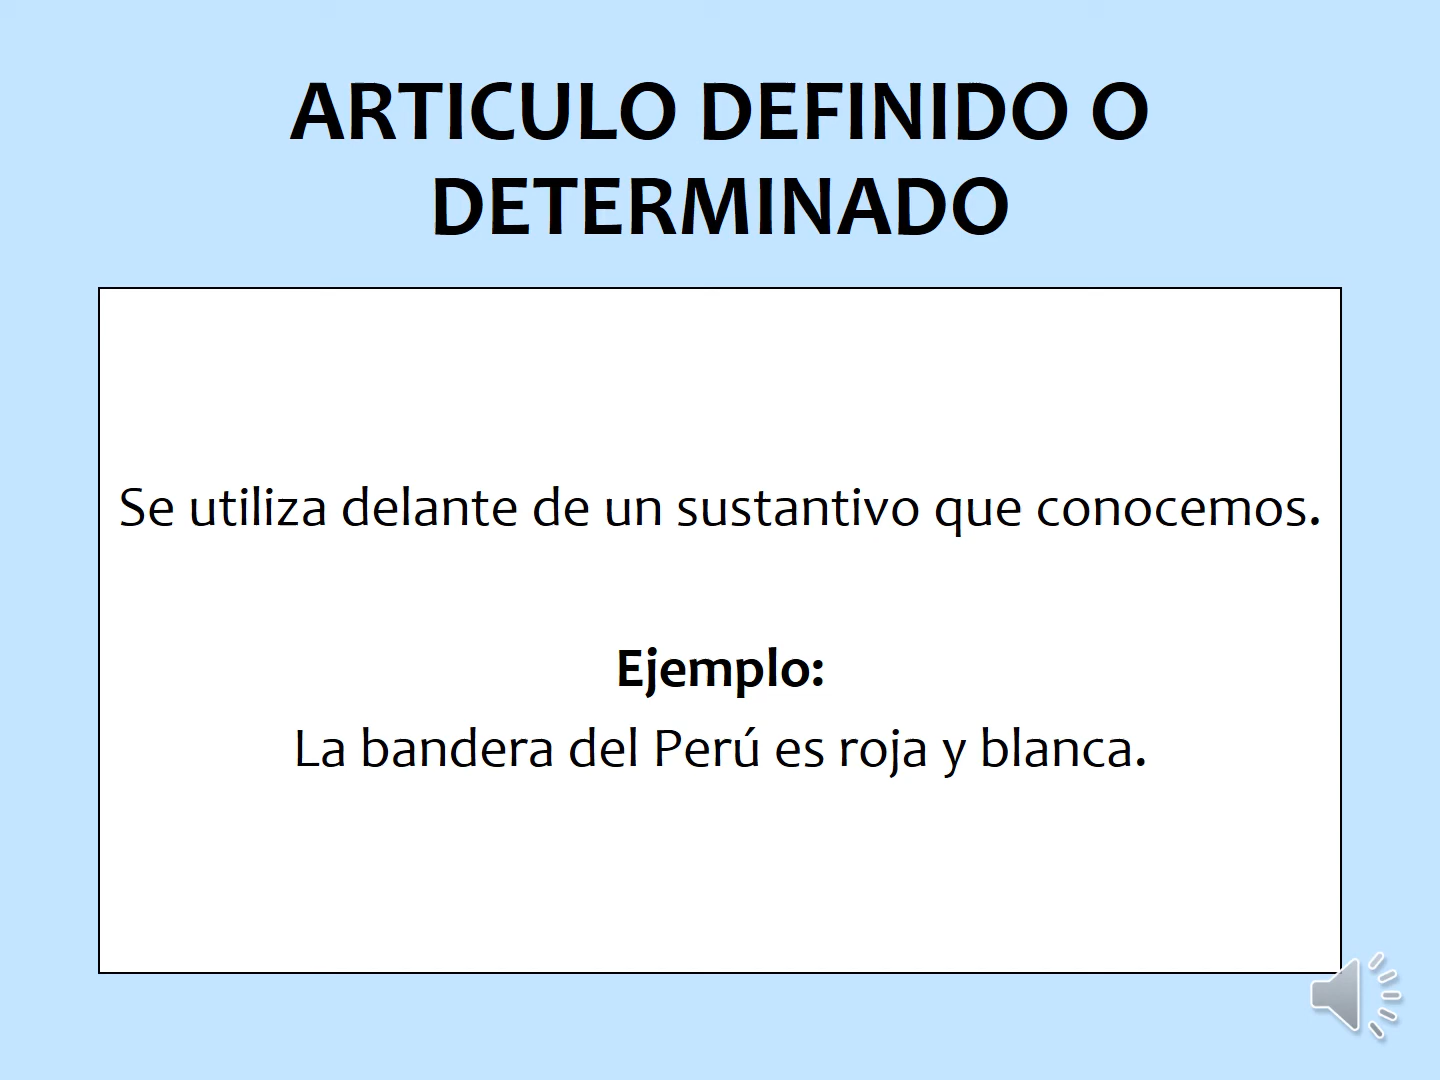 ARTICULO DEFINIDO O
DETERMINADO
Se utiliza delante de un sustantivo que conocemos.
Ejemplo:
La bandera del Perú es roja y blanca.